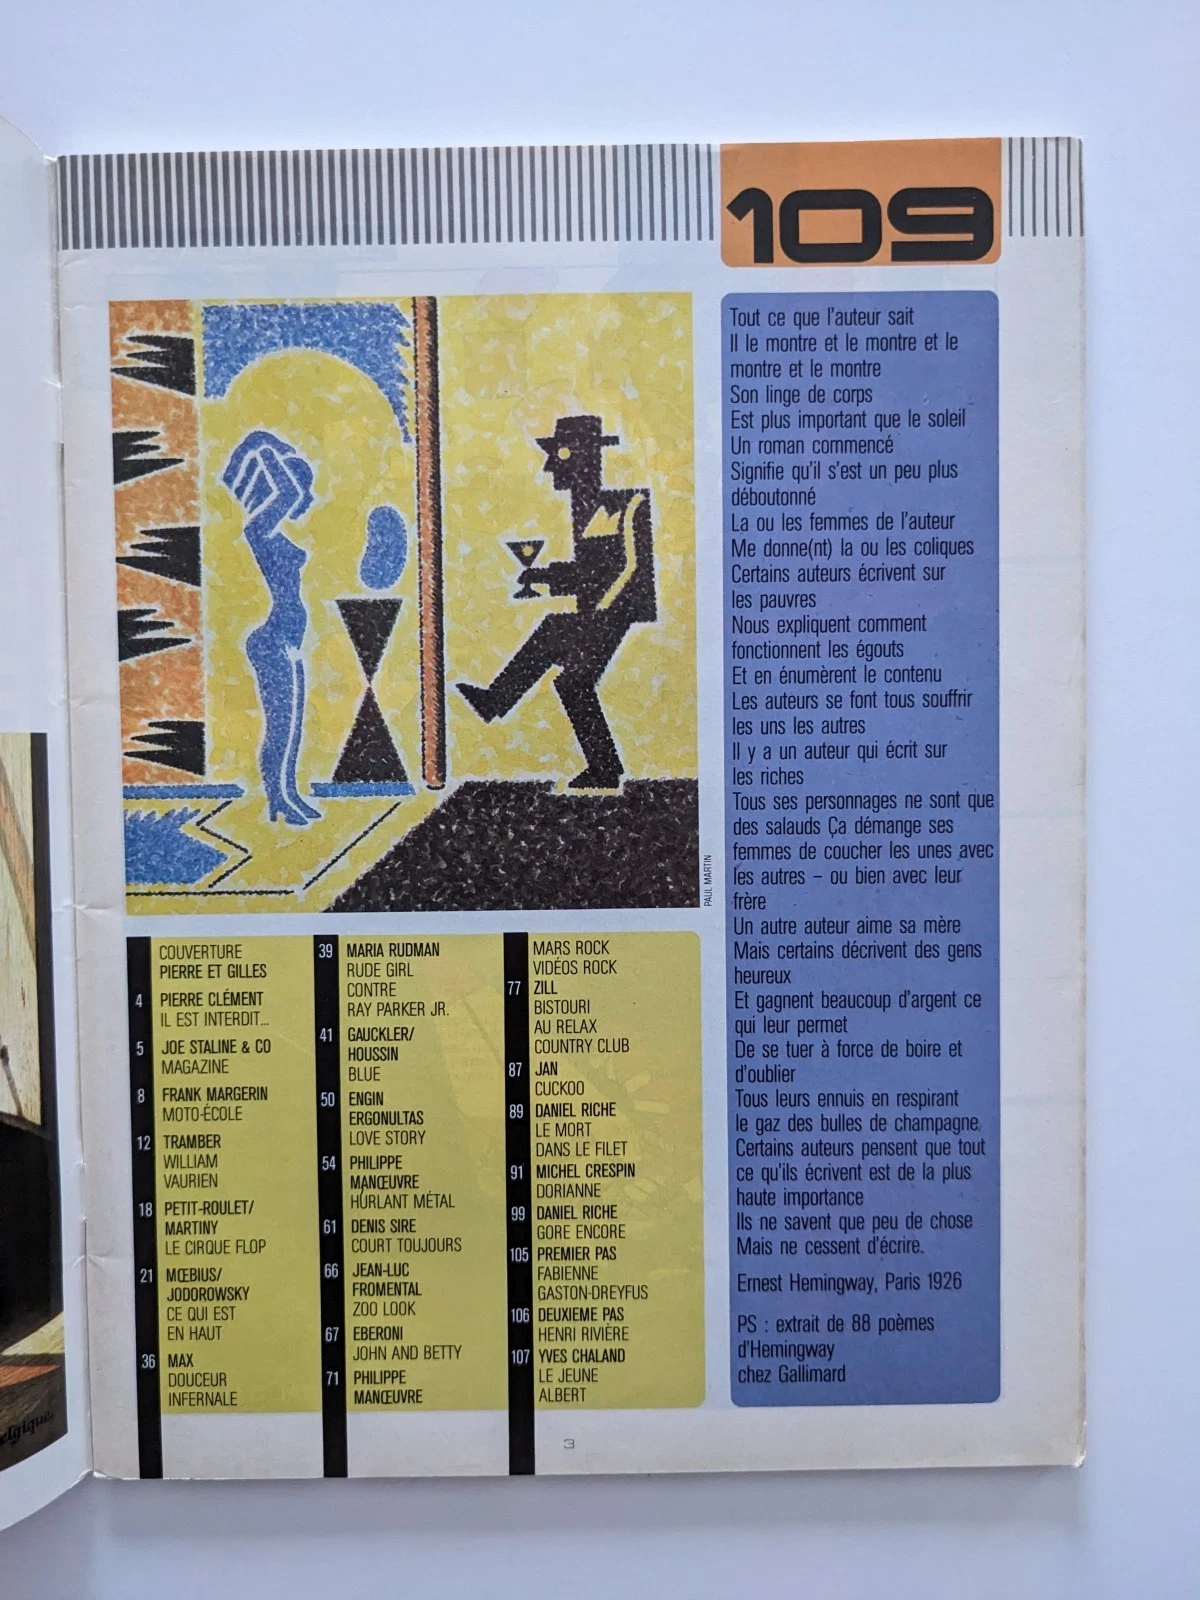 109
Tout ce que l'auteur sait
Il le montre et le montre et le
montre et le montre
Son linge de corps
Est plus important que le soleil
Un roman commencé
Signifie qu'il s'est un peu plus
déboutonné
La ou les femmes de l'auteur
Me donne(nt) la ou les coliques
Certains auteurs écrivent sur
les pauvres
Nous expliquent comment
fonctionnent les égouts
Et en énumèrent le contenu
Les auteurs se font tous souffrir
les uns les autres
Il y a un auteur qui écrit sur
les riches
Tous ses personnages ne sont que
des salauds Ça démange ses
femmes de coucher les unes avec
les autres – ou bien avec leur
frère
Un autre auteur aime sa mère
Mais certains décrivent des gens
heureux
Et gagnent beaucoup d'argent ce
qui leur permet
De se tuer à force de boire et
d'oublier
Tous leurs ennuis en respirant
le gaz des bulles de champagne
Certains auteurs pensent que tout
ce qu'ils écrivent est de la plus
haute importance
Ils ne savent que peu de chose
Mais ne cessent d'écrire.
Ernest Hemingway, Paris 1926
PS : extrait de 88 poèmes
d'Hemingway
chez Gallimard
PAUL MARTIN
COUVERTURE
PIERRE ET GILLES
4 PIERRE CLÉMENT
IL EST INTERDIT...
5 JOE STALINE & CO
MAGAZINE
8 FRANK MARGERIN
MOTO-ÉCOLE
12 TRAMBER
WILLIAM
VAURIEN
18 PETIT-ROULET/
MARTINY
LE CIRQUE FLOP
21 MŒBIUS/
JODOROWSKY
CE QUI EST
EN HAUT
36 MAX
DOUCEUR
INFERNALE
39 MARIA RUDMAN
RUDE GIRL
CONTRE
RAY PARKER JR.
41 GAUCKLER/
HOUSSIN
BLUE
50 ENGIN
ERGONULTAS
LOVE STORY
54 PHILIPPE
MANŒUVRE
HURLANT MÉTAL
61 DENIS SIRE
COURT TOUJOURS
66 JEAN-LUC
FROMENTAL
ZOO LOOK
67 EBERONI
JOHN AND BETTY
71 PHILIPPE
MANŒUVRE
MARS ROCK
VIDÉOS ROCK
77 ZILL
BISTOURI
AU RELAX
COUNTRY CLUB
87 JAN
CUCKOO
89 DANIEL RICHE
LE MORT
DANS LE FILET
91 MICHEL CRESPIN
DORIANNE
99 DANIEL RICHE
GORE ENCORE
105 PREMIER PAS
FABIENNE
GASTON-DREYFUS
106 DEUXIEME PAS
HENRI RIVIÈRE
107 YVES CHALAND
LE JEUNE
ALBERT
3